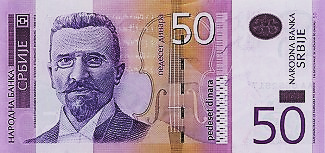 НАРОДНА БАНКА
СРБИЈЕ
педесет динара
50
pedeset dinara
NARODNA BANKA
SRBIJE
50